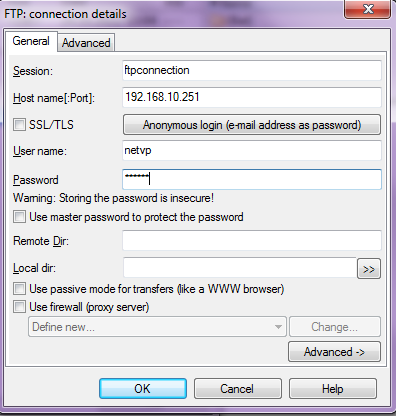 FTP: connection details
General
Advanced
Session:
ftpconnection
Host name[:Port]:
192.168.10.251
SSL/TLS
Anonymous login (e-mail address as password)
User name:
netvp
Password
******
Warning: Storing the password is insecure!
Use master password to protect the password
Remote Dir:
Local dir:
>>
Use passive mode for transfers (like a WWW browser)
Use firewall (proxy server)
Define new...
Change...
Advanced ->
OK
Cancel
Help